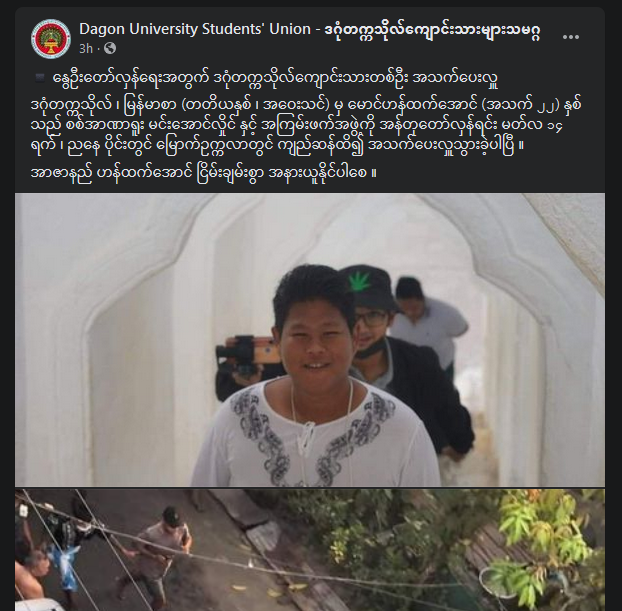 Dagon University Students' Union - ဒဂုံတက္ကသိုလ်ကျောင်းသားများသမဂ္ဂ
3h ·
နွေဦးတော်လှန်ရေးအတွက် ဒဂုံတက္ကသိုလ်ကျောင်းသားတစ်ဦး အသက်ပေးလှူ
ဒဂုံတက္ကသိုလ် ၊ မြန်မာစာ (တတိယနှစ် ၊ အဝေးသင်) မှ မောင်ဟန်ထက်အောင် (အသက် ၂၂) နှစ်
သည် စစ်အာဏာရူး မင်းအောင်လှိုင် နှင့် အကြမ်းဖက်အဖွဲ့ကို အန်တုတော်လှန်ရင်း မတ်လ ၁၄
ရက် ၊ ညနေ ပိုင်းတွင် မြောက်ဥက္ကလာတွင် ကျည်ဆန်ထိ၍ အသက်ပေးလှူသွားခဲ့ပါပြီ ။
အာဇာနည် ဟန်ထက်အောင် ငြိမ်းချမ်းစွာ အနားယူနိုင်ပါစေ ။